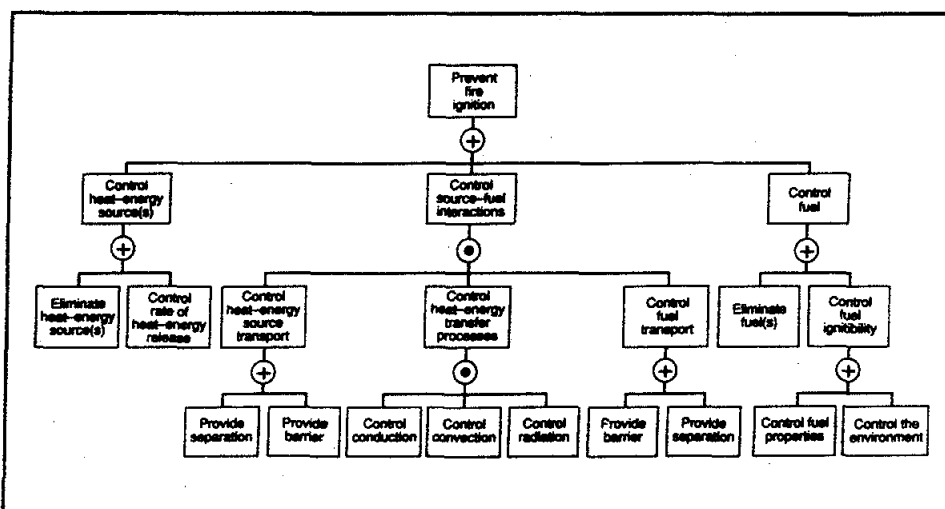 Prevent
fire
ignition
+
Control
heat-energy
source(s)
Control
source-fuel
interactions
Control
fuel
+
+
Eliminate
heat-energy
source(s)
Control
rate of
heat-energy
release
Control
heat-energy
source
transport
Control
heat-energy
transfer
processes
Control
fuel
transport
Eliminate
fuel(s)
Control
fuel
ignitibility
+
+
+
Provide
separation
Provide
barrier
Control
conduction
Control
convection
Control
radiation
Provide
barrier
Provide
separation
Control fuel
properties
Control the
environment